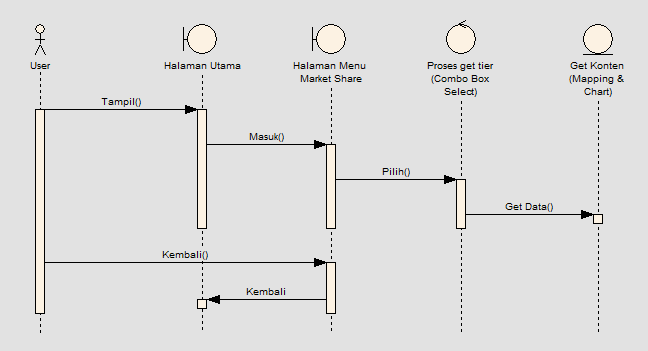 User
Halaman Utama
Halaman Menu
Market Share
Proses get tier
(Combo Box
Select)
Get Konten
(Mapping &
Chart)
Tampil()
Masuk()
Pilih()
Get Data()
Kembali()
Kembali